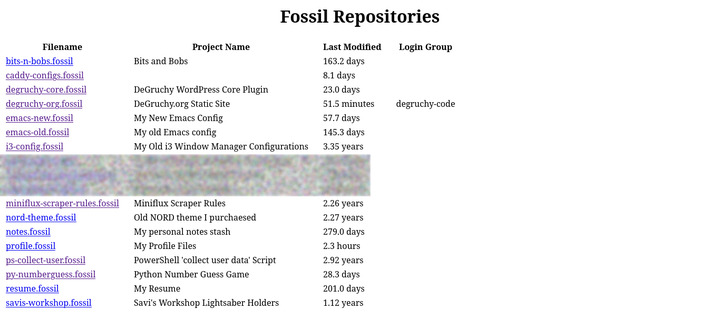 Fossil Repositories
Filename Project Name Last Modified Login Group
bits-n-bobs.fossil Bits and Bobs 163.2 days
caddy-configs.fossil 8.1 days
degruchy-core.fossil DeGruchy WordPress Core Plugin 23.0 days
degruchy-org.fossil DeGruchy.org Static Site 51.5 minutes degruchy-code
emacs-new.fossil My New Emacs Config 57.7 days
emacs-old.fossil My old Emacs config 145.3 days
i3-config.fossil My Old i3 Window Manager Configurations 3.35 years
miniflux-scraper-rules.fossil Miniflux Scraper Rules 2.26 years
nord-theme.fossil Old NORD theme I purchaesed 2.27 years
notes.fossil My personal notes stash 279.0 days
profile.fossil My Profile Files 2.3 hours
ps-collect-user.fossil PowerShell 'collect user data' Script 2.92 years
py-numberguess.fossil Python Number Guess Game 28.3 days
resume.fossil My Resume 201.0 days
savis-workshop.fossil Savi's Workshop Lightsaber Holders 1.12 years